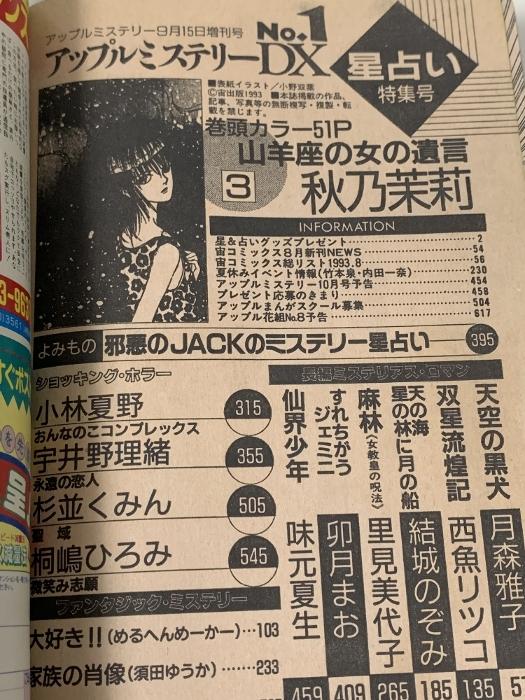 アップルミステリー9月15日増刊号
アップルミステリーDX No.1
星占い
特集号
■表紙イラスト/小野双葉
©宙出版1993 ■本誌掲載の作品、
記事、写真等の無断複写・複製・転
載を禁じます。
巻頭カラー51P
山羊座の女の遺言
3 秋乃茉莉
INFORMATION
星&占いグッズプレゼント 2
宙コミックス8月新刊NEWS 54
宙コミックス総リスト1993.8 56
夏休みイベント情報(竹本泉・内田一奈) 230
アップルミステリー10月号予告 454
プレゼント応募のきまり 458
アップルまんがスクール募集 504
アップル花組No.8予告 617
よみもの 邪悪のJACKのミステリー星占い 395
ショッキング・ホラー
小林夏野 315
おんなのこコンプレックス
宇井野理緒 355
永遠の恋人
杉並くみん 505
聖域
桐嶋ひろみ 545
微笑み志願
ファンタジック・ミステリー
大好き!!(めるへんめーかー)…103
家族の肖像(須田ゆうか)……233
長編ミステリアス・ロマン
天空の黒犬
月森雅子
双星流煌記
西魚リツコ
135
天の海
星の林に月の船
結城のぞみ
185
麻林〈女教皇の呪法〉
里見美代子
265
すれちがう
ジェミニ
卯月まお
409
仙界少年
味元夏生
459